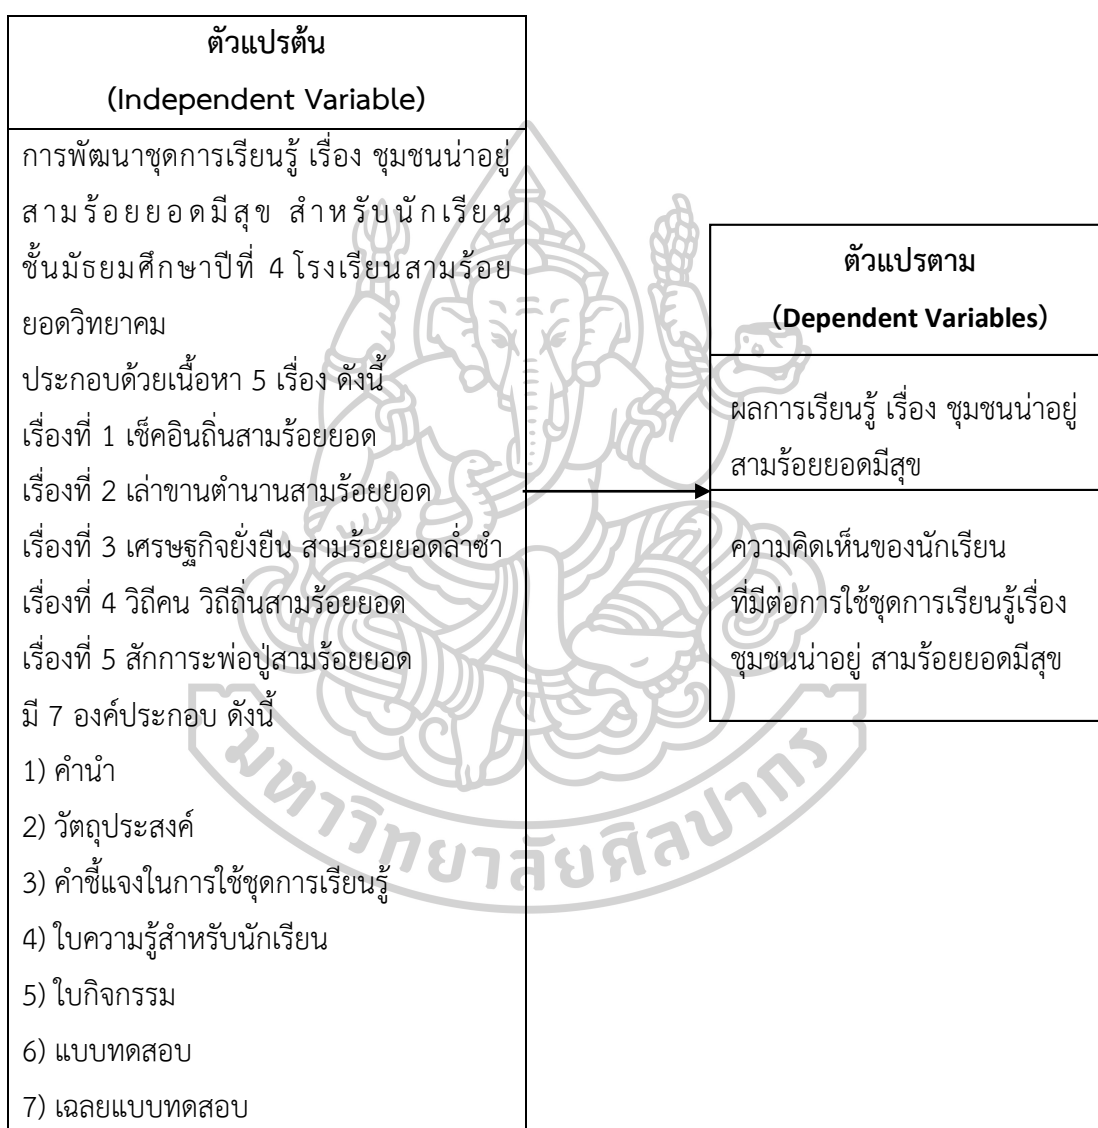 ตัวแปรต้น
(Independent Variable)
การพัฒนาชุดการเรียนรู้ เรื่อง ชุมชนน่าอยู่
สามร้อยยอดมีสุข สำหรับนักเรียน
ชั้นมัธยมศึกษาปีที่ 4 โรงเรียนสามร้อย
ยอดวิทยาคม
ประกอบด้วยเนื้อหา 5 เรื่อง ดังนี้
เรื่องที่ 1 เช็คอินถิ่นสามร้อยยอด
เรื่องที่ 2 เล่าขานตำนานสามร้อยยอด
เรื่องที่ 3 เศรษฐกิจยั่งยืน สามร้อยยอดล่ำซำ
เรื่องที่ 4 วิถีคน วิถีถิ่นสามร้อยยอด
เรื่องที่ 5 สักการะพ่อปู่สามร้อยยอด
มี 7 องค์ประกอบ ดังนี้
1) คำนำ
2) วัตถุประสงค์
3) คำชี้แจงในการใช้ชุดการเรียนรู้
4) ใบความรู้สำหรับนักเรียน
5) ใบกิจกรรม
6) แบบทดสอบ
7) เฉลยแบบทดสอบ
ตัวแปรตาม
(Dependent Variables)
ผลการเรียนรู้ เรื่อง ชุมชนน่าอยู่
สามร้อยยอดมีสุข
ความคิดเห็นของนักเรียน
ที่มีต่อการใช้ชุดการเรียนรู้เรื่อง
ชุมชนน่าอยู่ สามร้อยยอดมีสุข
มหาวิทยาลัยศิลปากร